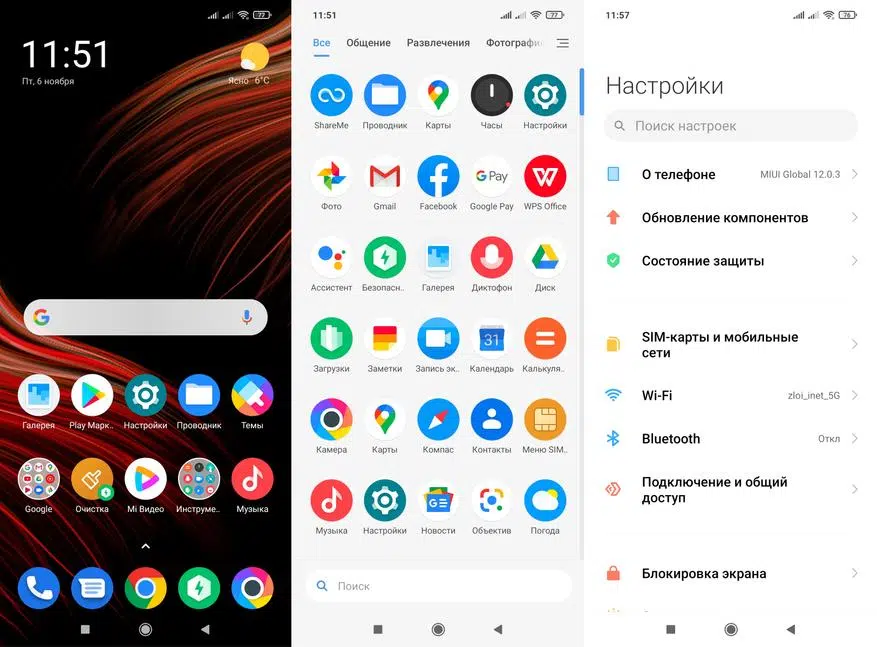 77
11:51
Пт, 6 ноября
Ясно 6°C
Галерея
Play Марк..
Настройки
Проводник
Темы
Google
Очистка
Mi Видео
Инструме..
Музыка
11:51
77
Все
Общение
Развлечения
Фотографи
ShareMe
Проводник
Карты
Часы
Настройки
G Pay
Фото
Gmail
Facebook
Google Pay
WPS Office
Ассистент
Безопасн..
Галерея
Диктофон
Диск
31
Загрузки
Заметки
Запись эк..
Календарь
Калькуля..
Камера
Карты
Компас
Контакты
Меню SIM..
Музыка
Настройки
Новости
Объектив
Погода
Поиск
11:57
76
Настройки
Поиск настроек
О телефоне
MIUI Global 12.0.3
Обновление компонентов
Состояние защиты
SIM-карты и мобильные
сети
Wi-Fi
zloi_inet_5G
Bluetooth
Откл
Подключение и общий
доступ
Блокировка экрана